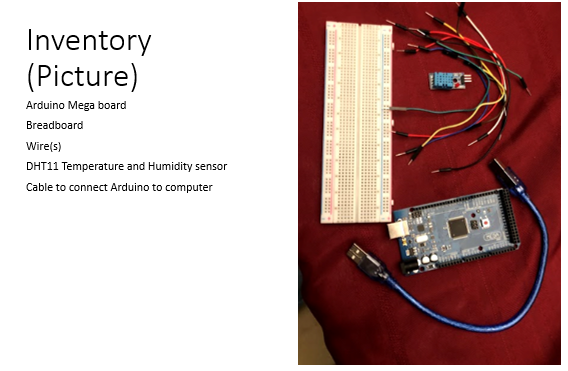 Inventory
(Picture)
Arduino Mega board
Breadboard
Wire(s)
DHT11 Temperature and Humidity sensor
Cable to connect Arduino to computer